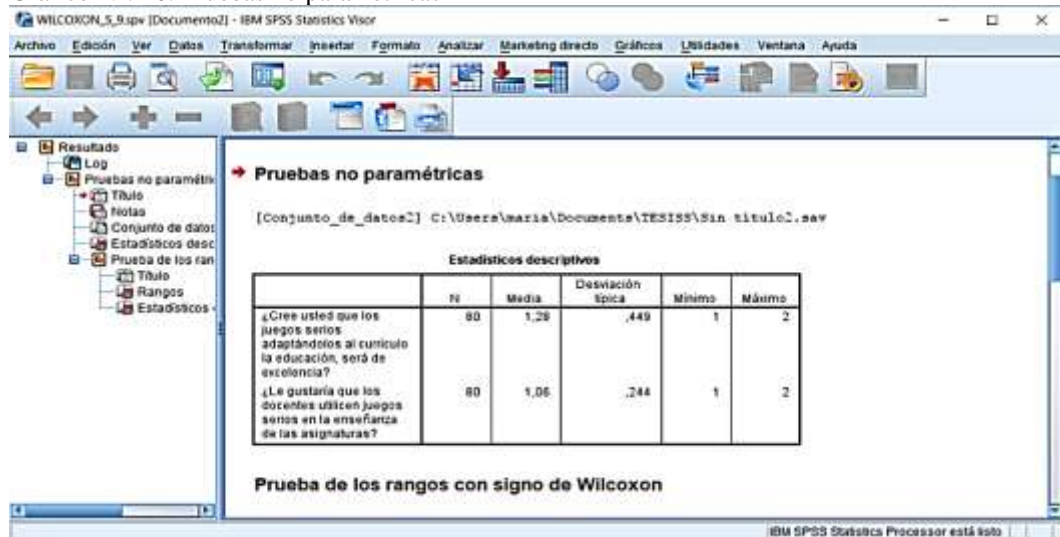 WILCOXON_5_9.spv [Documento2] - IBM SPSS Statistics Visor
Archivo Edición Ver Datos Transformar Insertar Formato Analizar Marketing directo Gráficos Utilidades Ventana Ayuda
Resultado
Log
Pruebas no paramétri
Título
Notas
Conjunto de datos
Estadísticos desc
Prueba de los ran
Título
Rangos
Estadísticos
Pruebas no paramétricas
[Conjunto_de_datos2] C:\Users\maria\Documents\TESISS\Sin titulo2.sav
Estadísticos descriptivos
N Media Desviación típica Mínimo Máximo
¿Cree usted que los 80 1,28 ,449 1 2
juegos serios
adaptándolos al currículo
la educación, será de
excelencia?
¿Le gustaría que los 80 1,06 ,244 1 2
docentes utilicen juegos
serios en la enseñanza
de las asignaturas?
Prueba de los rangos con signo de Wilcoxon
IBM SPSS Statistics Processor está listo